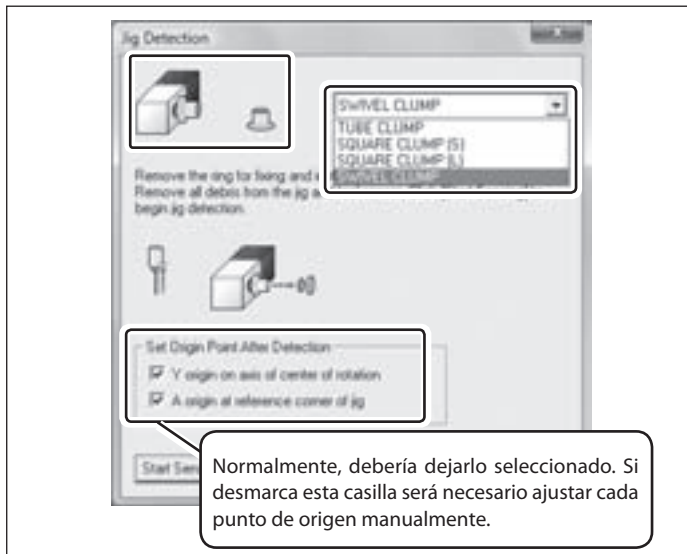 Jig Detection
SWIVEL CLUMP
TUBE CLUMP
SQUARE CLUMP (S)
SQUARE CLUMP (L)
SWIVEL CLUMP
Remove the ring for fixing and
Remove all debris from the jig
begin jig detection.
Set Origin Point After Detection
Y origin on axis of center of rotation
A origin at reference corner of jig
Start
Normalmente, debería dejarlo seleccionado. Si
desmarca esta casilla será necesario ajustar cada
punto de origen manualmente.